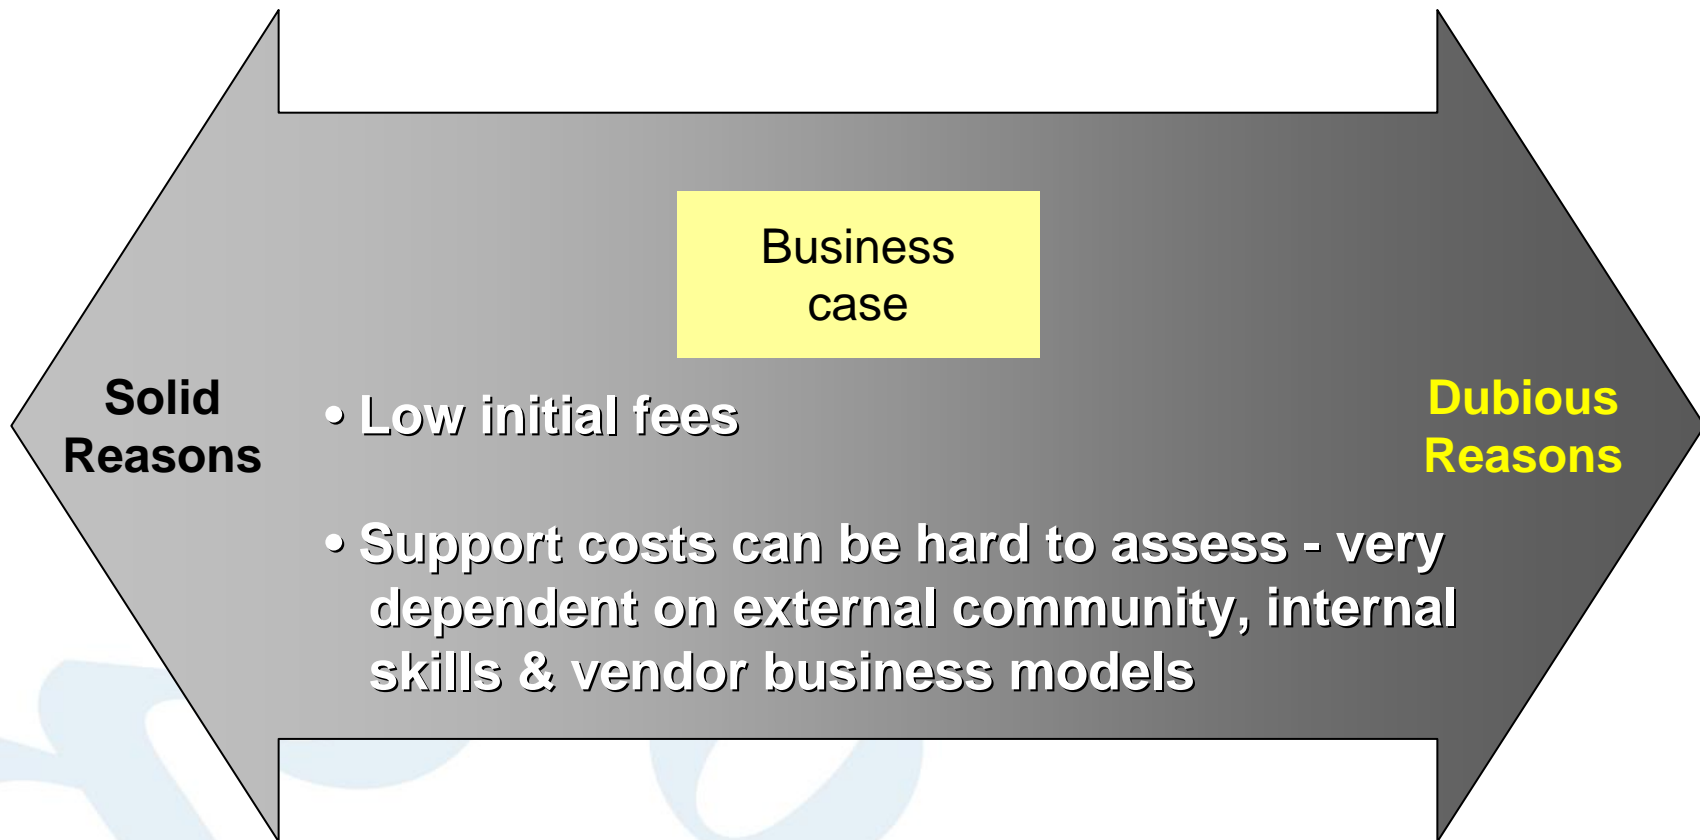 Business
case
Solid
Reasons
• Low initial fees
Dubious
Reasons
• Support costs can be hard to assess - very
dependent on external community, internal
skills & vendor business models